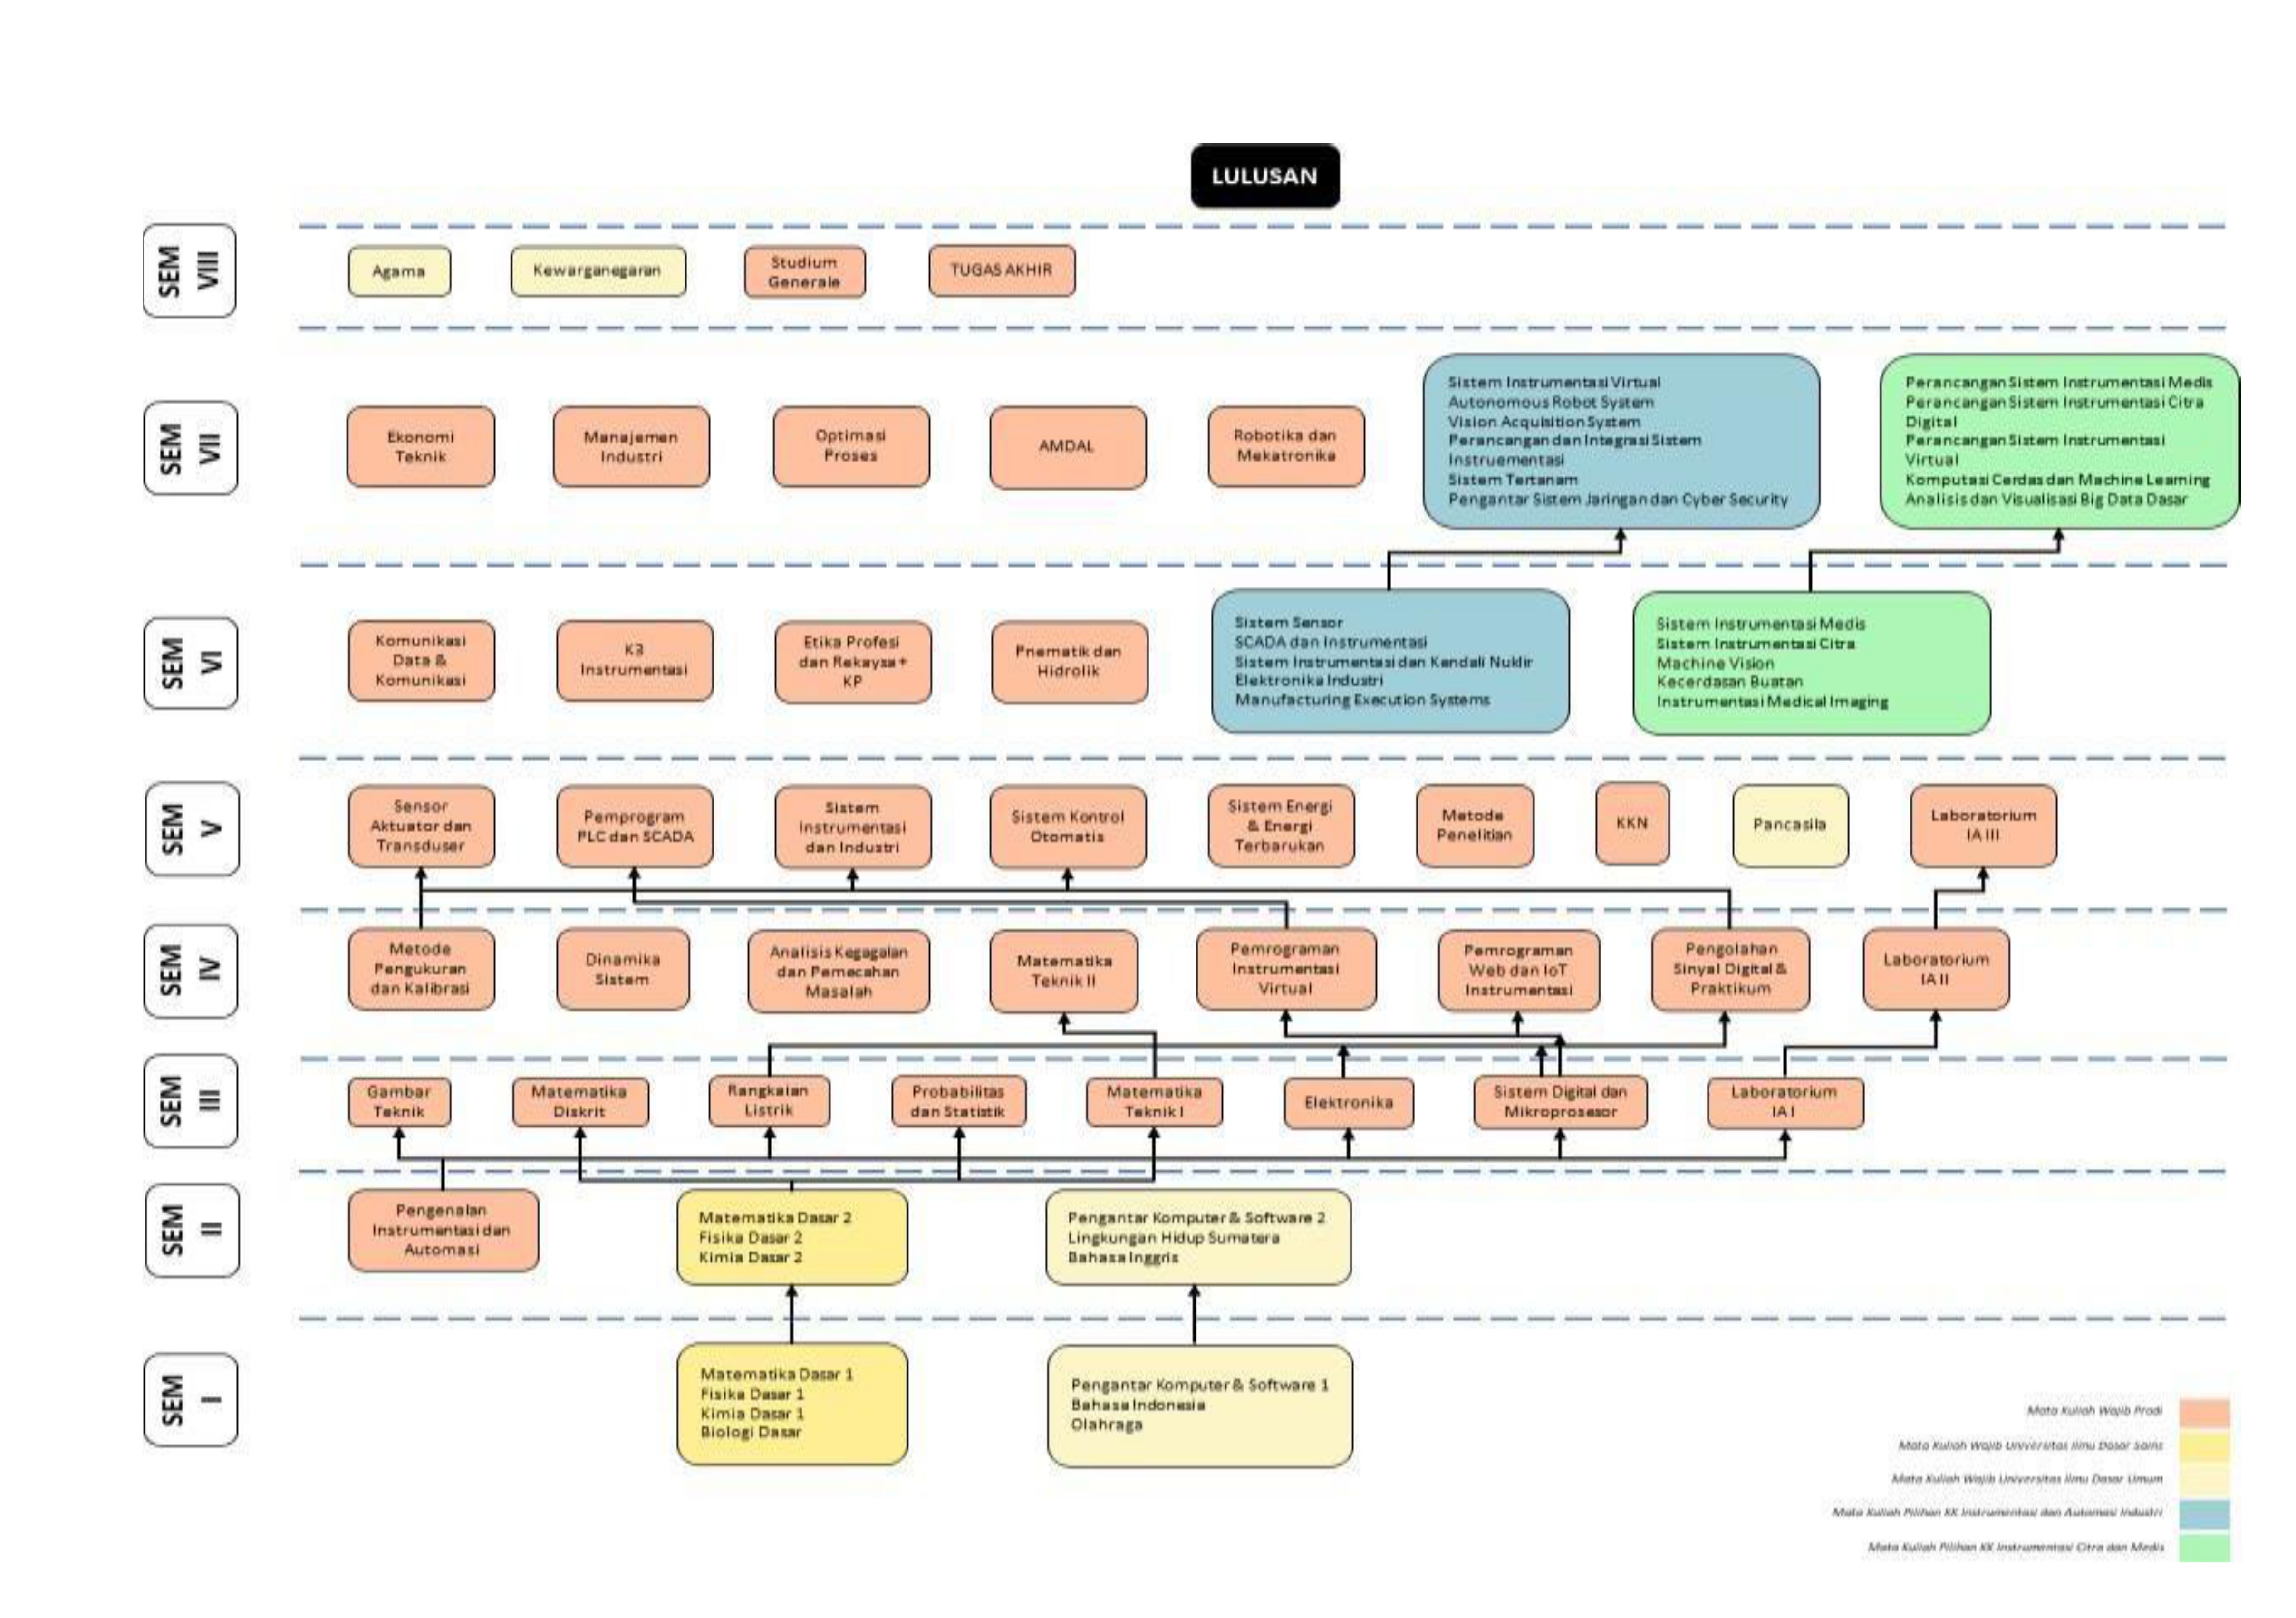 LULUSAN
SEM
VIII
Agama
Kewarganegaran
Studium
Generale
TUGAS AKHIR
SEM
VII
Ekonomi
Teknik
Manajemen
Industri
Optimasi
Proses
AMDAL
Robotika dan
Mekatronika
Sistem Instrumentasi Virtual
Autonomous Robot System
Vision Acquisition System
Perancangan dan Integrasi Sistem
Instruementasi
Sistem Tertanam
Pengantar Sistem Jaringan dan Cyber Security
Perancangan Sistem Instrumentasi Medis
Perancangan Sistem Instrumentasi Citra
Digital
Perancangan Sistem Instrumentasi
Virtual
Komputasi Cerdas dan Machine Learning
Analisis dan Visualisasi Big Data Dasar
SEM
VI
Komunikasi
Data &
Komunikasi
K3
Instrumentasi
Etika Profesi
dan Rekaysa +
KP
Pnematik dan
Hidrolik
Sistem Sensor
SCADA dan Instrumentasi
Sistem Instrumentasi dan Kendali Nuklir
Elektronika Industri
Manufacturing Execution Systems
Sistem Instrumentasi Medis
Sistem Instrumentasi Citra
Machine Vision
Kecerdasan Buatan
Instrumentasi Medical Imaging
SEM
V
Sensor
Aktuator dan
Transduser
Pemprogram
PLC dan SCADA
Sistem
Instrumentasi
dan Industri
Sistem Kontrol
Otomatis
Sistem Energi
& Energi
Terbarukan
Metode
Penelitian
KKN
Pancasila
Laboratorium
IA III
SEM
IV
Metode
Pengukuran
dan Kalibrasi
Dinamika
Sistem
Analisis Kegagalan
dan Pemecahan
Masalah
Matematika
Teknik II
Pemrograman
Instrumentasi
Virtual
Pemrograman
Web dan IoT
Instrumentasi
Pengolahan
Sinyal Digital &
Praktikum
Laboratorium
IA II
SEM
III
Gambar
Teknik
Matematika
Diskrit
Rangkaian
Listrik
Probabilitas
dan Statistik
Matematika
Teknik I
Elektronika
Sistem Digital dan
Mikroprosesor
Laboratorium
IA I
SEM
II
Pengenalan
Instrumentasi dan
Automasi
Matematika Dasar 2
Fisika Dasar 2
Kimia Dasar 2
Pengantar Komputer & Software 2
Lingkungan Hidup Sumatera
Bahasa Inggris
SEM
I
Matematika Dasar 1
Fisika Dasar 1
Kimia Dasar 1
Biologi Dasar
Pengantar Komputer & Software 1
Bahasa Indonesia
Olahraga
Mata Kuliah Wajib Prodi
Mata Kuliah Wajib Universitas Ilmu Dasar Sains
Mata Kuliah Wajib Universitas Ilmu Dasar Umum
Mata Kuliah Pilihan KK Instrumentasi dan Automasi Industri
Mata Kuliah Pilihan KK Instrumentasi Citra dan Medis